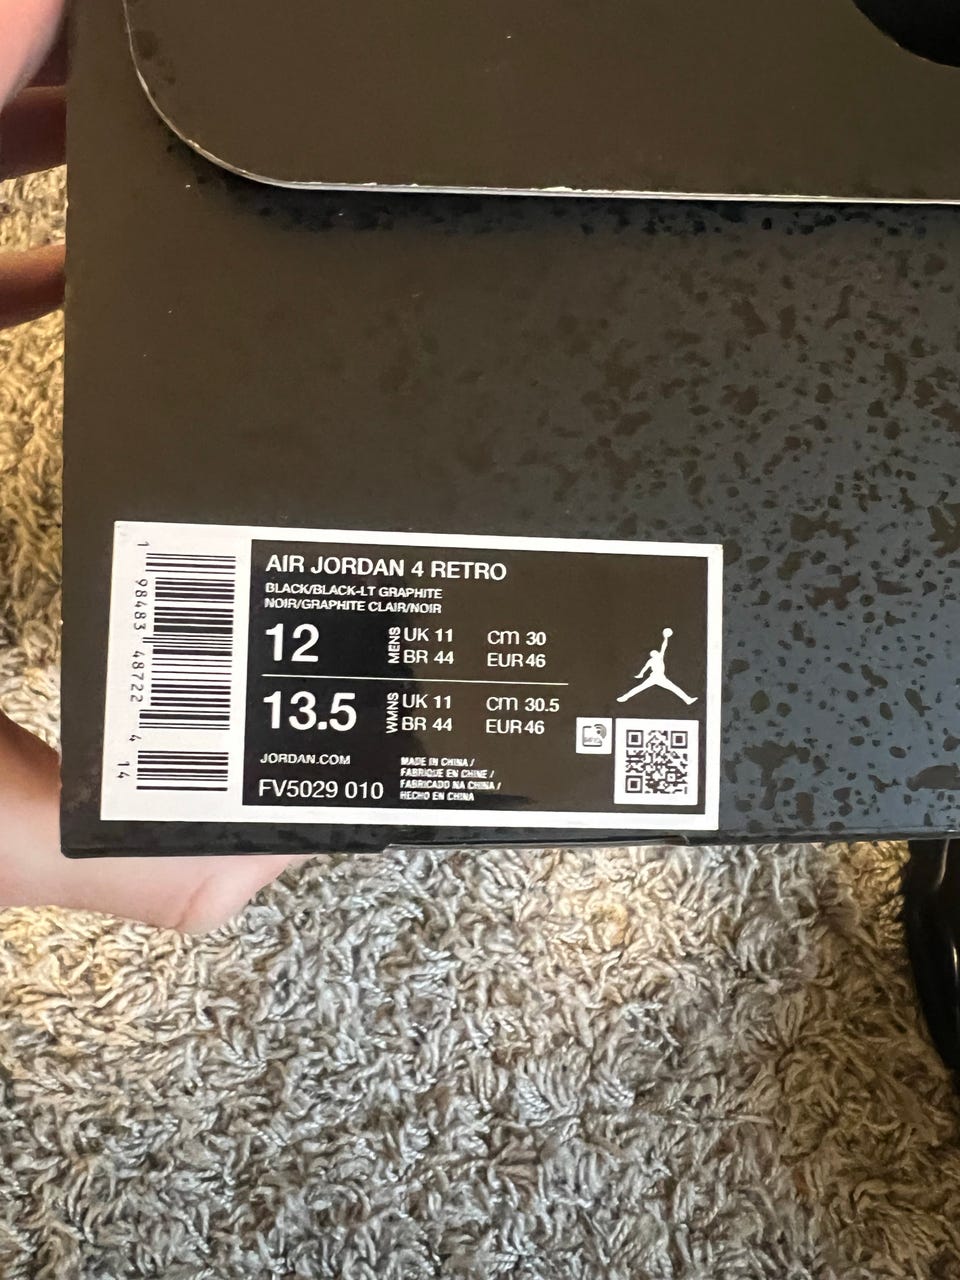 AIR JORDAN 4 RETRO
BLACK/BLACK-LT GRAPHITE
NOIR/GRAPHITE CLAIR/NOIR
12 MENS UK 11 cm 30
BR 44 EUR 46
13.5 WMNS UK 11 cm 30.5
BR 44 EUR 46
JORDAN.COM
FV5029 010
MADE IN CHINA /
FABRIQUÉ EN CHINE /
FABRICADO NA CHINA /
HECHO EN CHINA
1 98483 48722 4 14